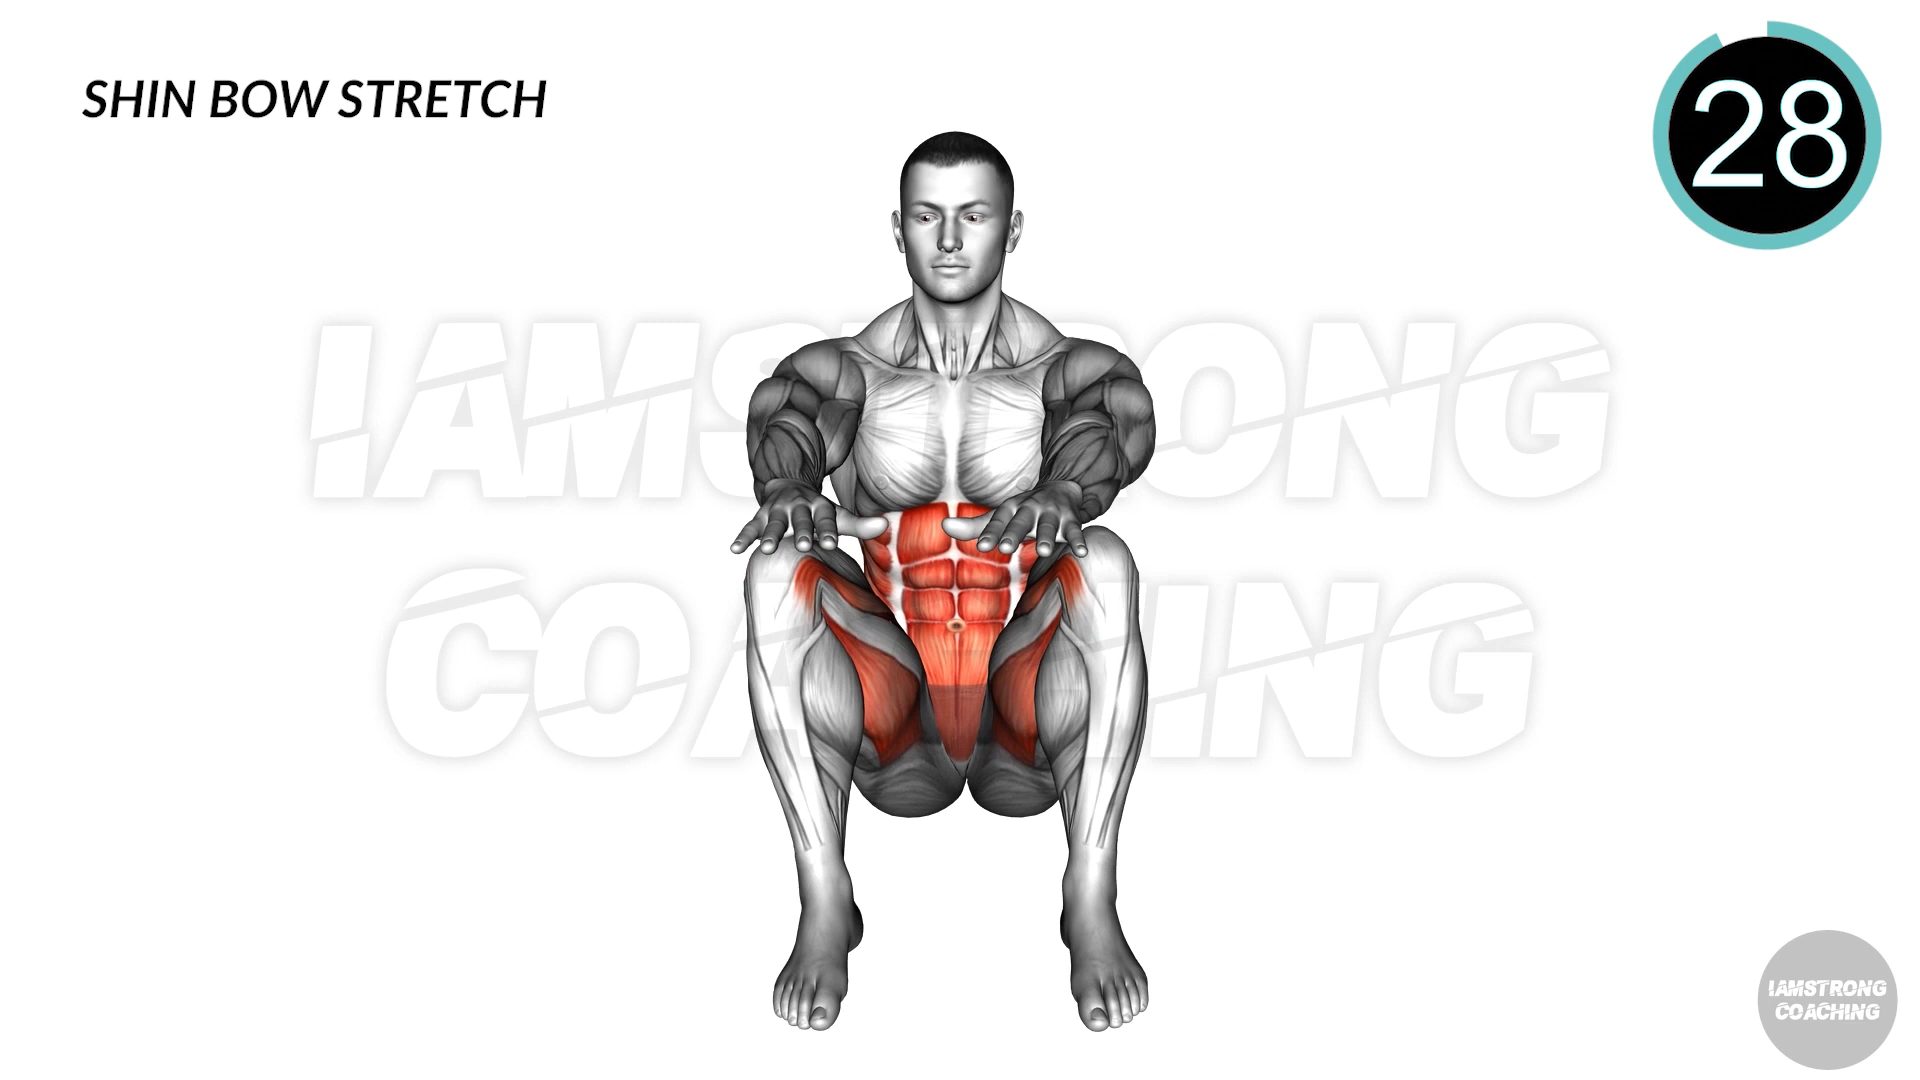 SHIN BOW STRETCH
28
IAMSTRONG
COACHING
IAMSTRONG
COACHING